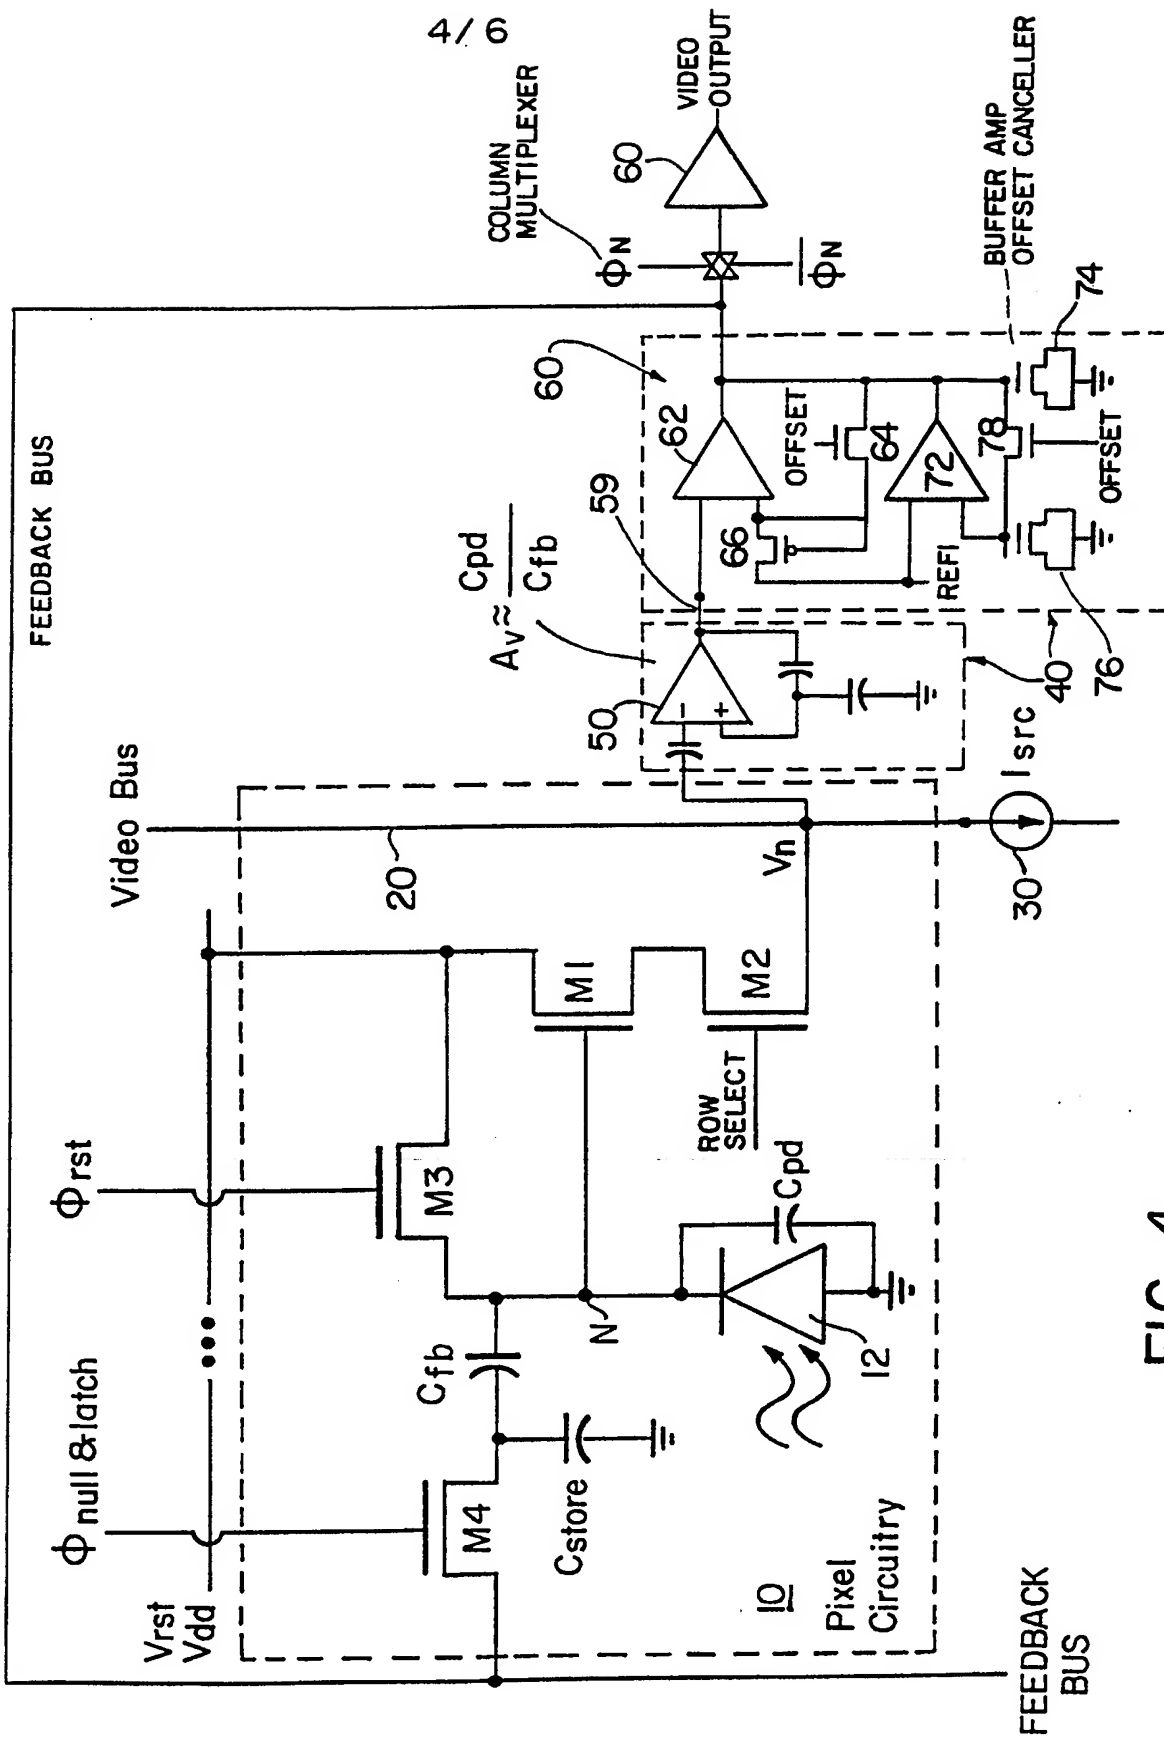 4/6
FEEDBACK BUS
COLUMN
MULTIPLEXER
ΦN
Φ̅N
60
VIDEO
OUTPUT
BUFFER AMP
OFFSET CANCELLER
60
62
OFFSET
64
66
72
78
REF1
OFFSET
74
76
59
Av≈ Cpd
Cfb
50
−
+
40
Video Bus
20
Vn
Isrc
30
Φrst
Φnull&latch
Vrst
Vdd
•••
M1
M2
M3
M4
ROW
SELECT
Cpd
N
12
Cfb
Cstore
10
Pixel
Circuitry
FEEDBACK
BUS